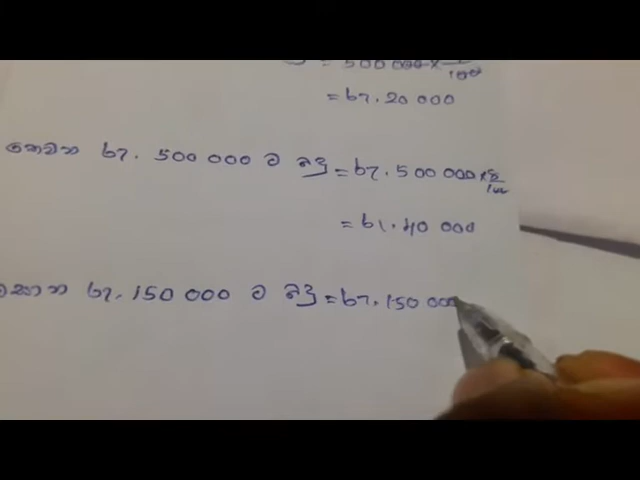 = 500 000 × /100
= රු. 20 000
තෙවන රු. 500 000 ට බදු = රු. 500 000 × 8/100
= රු. 40 000
රු. 150 000 ට බදු = රු. 150 000